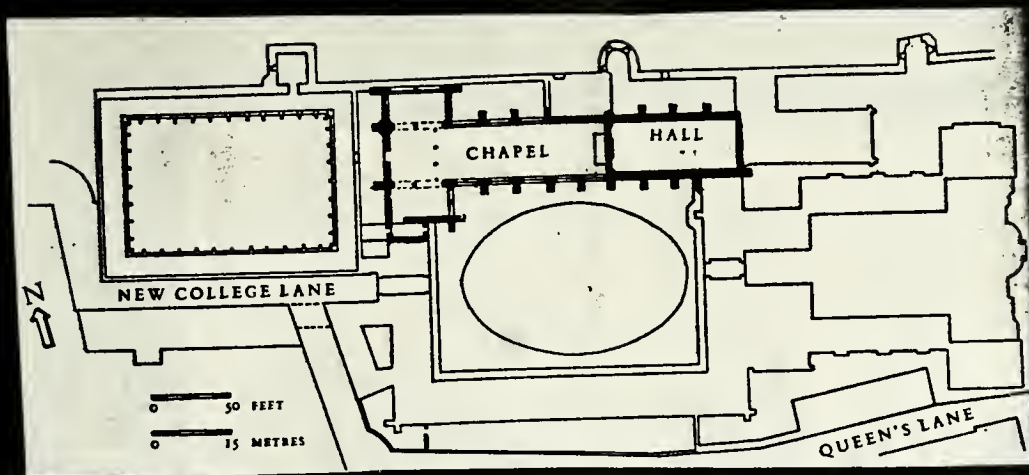 CHAPEL
HALL
NEW COLLEGE LANE
N
0 50 FEET
0 15 METRES
QUEEN'S LANE